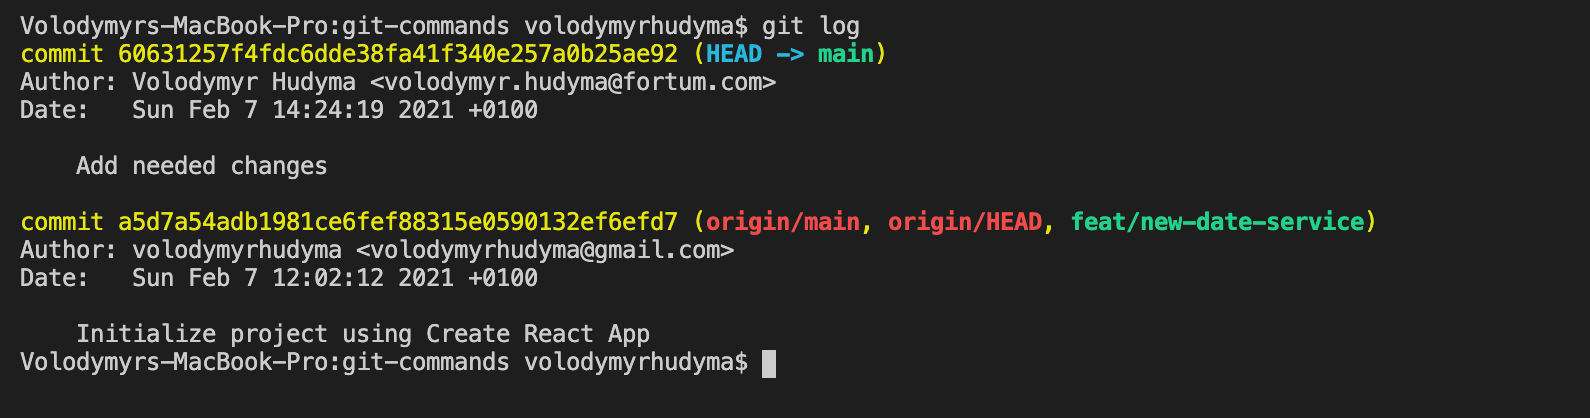 Volodymyrs-MacBook-Pro:git-commands volodymyrhudyma$ git log
commit 60631257f4fdc6dde38fa41f340e257a0b25ae92 (HEAD -> main)
Author: Volodymyr Hudyma <volodymyr.hudyma@fortum.com>
Date:   Sun Feb 7 14:24:19 2021 +0100
    Add needed changes
commit a5d7a54adb1981ce6fef88315e0590132ef6efd7 (origin/main, origin/HEAD, feat/new-date-service)
Author: volodymyrhudyma <volodymyrhudyma@gmail.com>
Date:   Sun Feb 7 12:02:12 2021 +0100
    Initialize project using Create React App
Volodymyrs-MacBook-Pro:git-commands volodymyrhudyma$